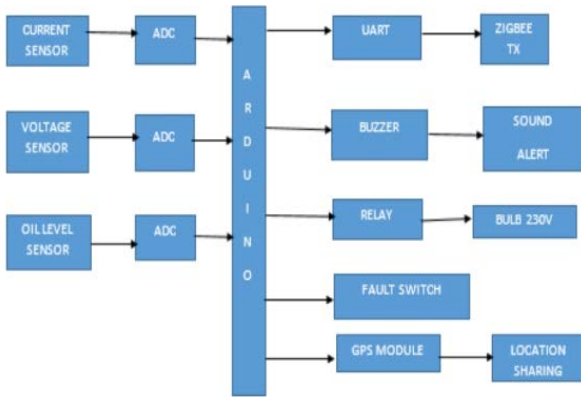 CURRENT
SENSOR
ADC
VOLTAGE
SENSOR
ADC
OIL LEVEL
SENSOR
ADC
A
R
D
U
I
N
O
UART
ZIGBEE
TX
BUZZER
SOUND
ALERT
RELAY
BULB 230V
FAULT SWITCH
GPS MODULE
LOCATION
SHARING